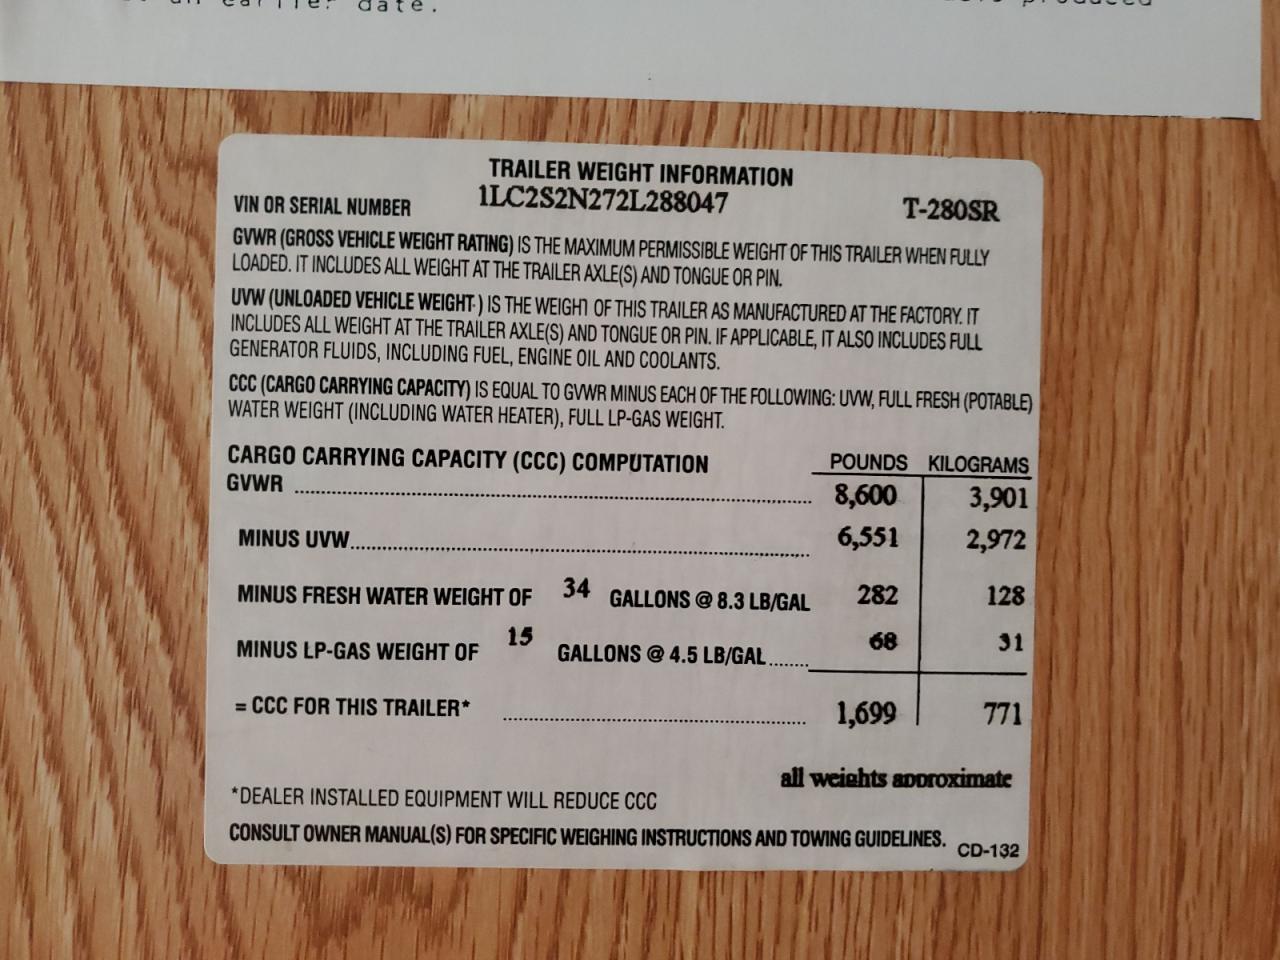 an earlier date.
produced
TRAILER WEIGHT INFORMATION
VIN OR SERIAL NUMBER 1LC2S2N272L288047 T-280SR
GVWR (GROSS VEHICLE WEIGHT RATING) IS THE MAXIMUM PERMISSIBLE WEIGHT OF THIS TRAILER WHEN FULLY
LOADED. IT INCLUDES ALL WEIGHT AT THE TRAILER AXLE(S) AND TONGUE OR PIN.
UVW (UNLOADED VEHICLE WEIGHT) IS THE WEIGHT OF THIS TRAILER AS MANUFACTURED AT THE FACTORY. IT
INCLUDES ALL WEIGHT AT THE TRAILER AXLE(S) AND TONGUE OR PIN. IF APPLICABLE, IT ALSO INCLUDES FULL
GENERATOR FLUIDS, INCLUDING FUEL, ENGINE OIL AND COOLANTS.
CCC (CARGO CARRYING CAPACITY) IS EQUAL TO GVWR MINUS EACH OF THE FOLLOWING: UVW, FULL FRESH (POTABLE)
WATER WEIGHT (INCLUDING WATER HEATER), FULL LP-GAS WEIGHT.
CARGO CARRYING CAPACITY (CCC) COMPUTATION POUNDS KILOGRAMS
GVWR 8,600 3,901
MINUS UVW 6,551 2,972
MINUS FRESH WATER WEIGHT OF 34 GALLONS @ 8.3 LB/GAL 282 128
MINUS LP-GAS WEIGHT OF 15 GALLONS @ 4.5 LB/GAL 68 31
= CCC FOR THIS TRAILER* 1,699 771
all weights approximate
*DEALER INSTALLED EQUIPMENT WILL REDUCE CCC
CONSULT OWNER MANUAL(S) FOR SPECIFIC WEIGHING INSTRUCTIONS AND TOWING GUIDELINES. CD-132